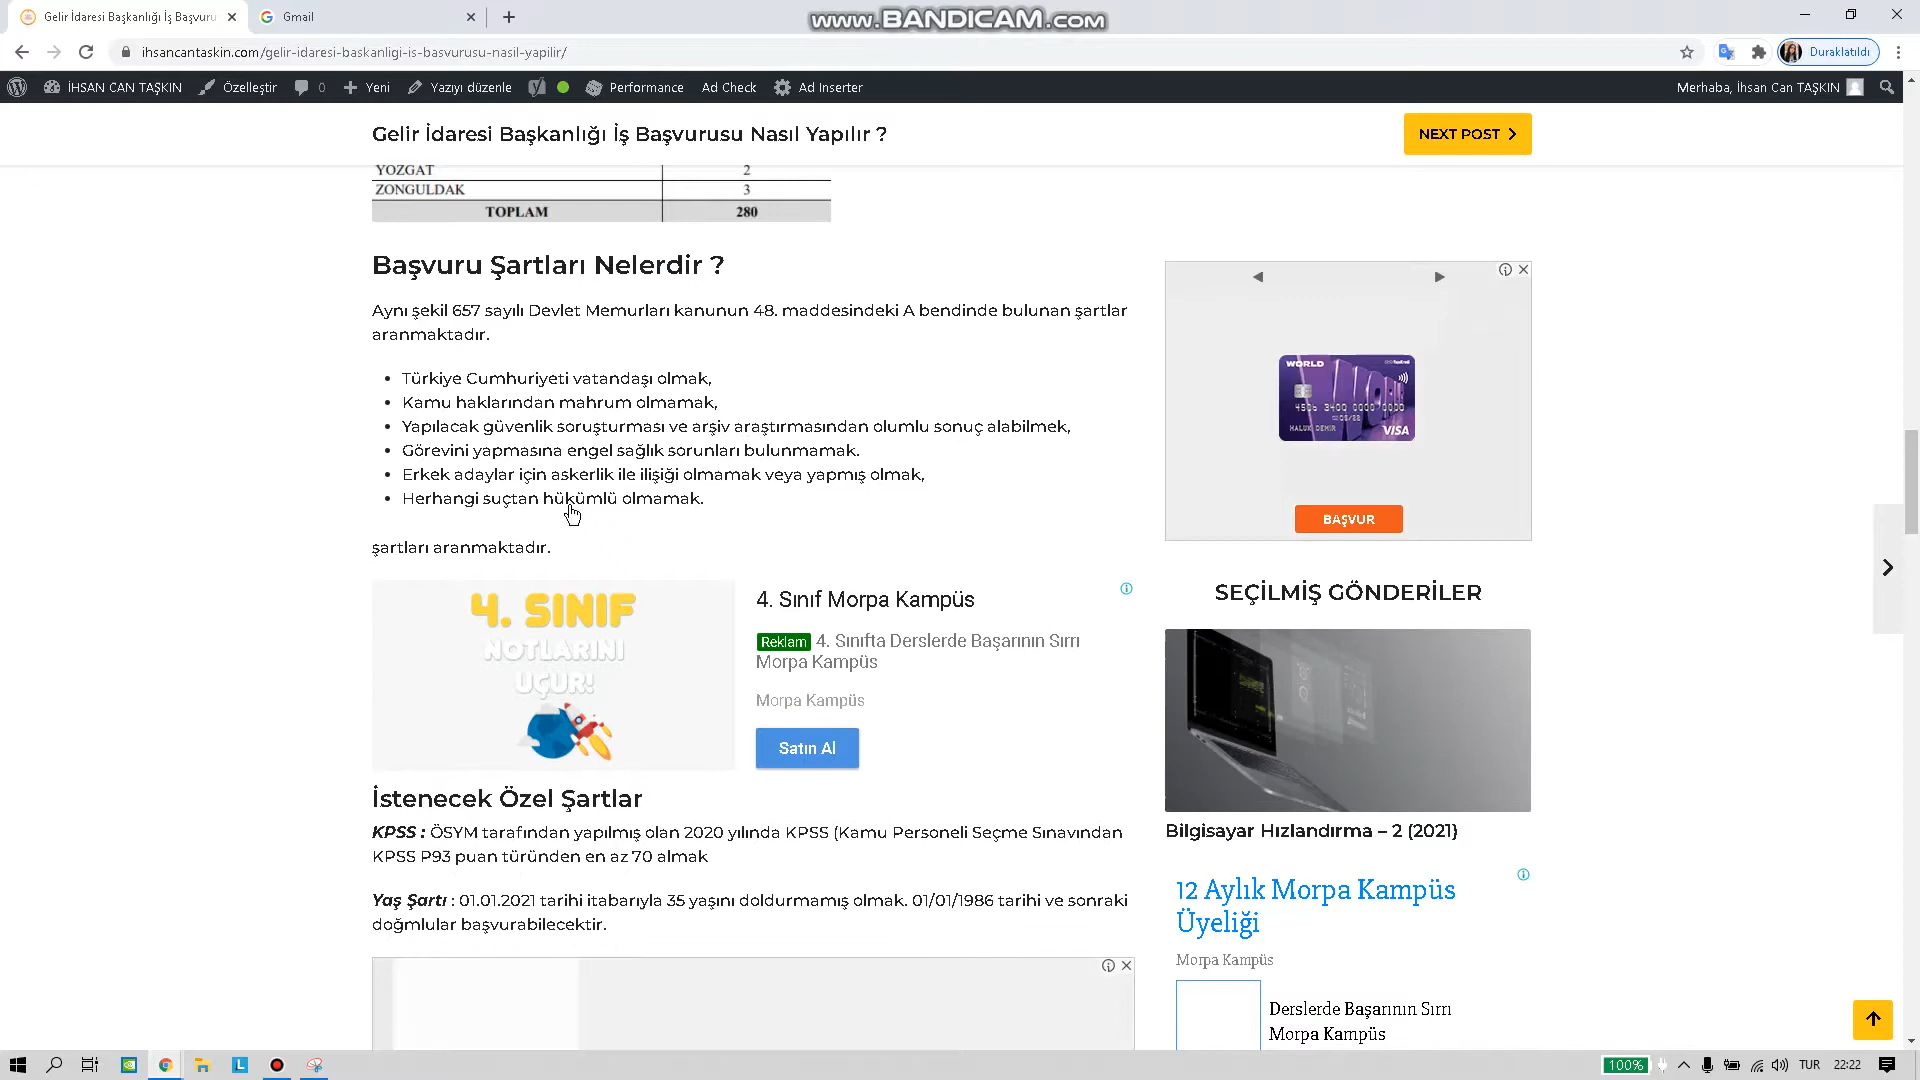 Gelir İdaresi Başkanlığı İş Başvuru
Gmail
www.BANDICAM.com
ihsancantaskin.com/gelir-idaresi-baskanligi-is-basvurusu-nasil-yapilir/
Duraklatıldı
İHSAN CAN TAŞKIN
Özelleştir
0
Yeni
Yazıyı düzenle
Performance
Ad Check
Ad Inserter
Merhaba, İhsan Can TAŞKIN
Gelir İdaresi Başkanlığı İş Başvurusu Nasıl Yapılır ?
NEXT POST
YOZGAT 2
ZONGULDAK 3
TOPLAM 280
Başvuru Şartları Nelerdir ?
Aynı şekil 657 sayılı Devlet Memurları kanunun 48. maddesindeki A bendinde bulunan şartlar
aranmaktadır.
Türkiye Cumhuriyeti vatandaşı olmak,
Kamu haklarından mahrum olmamak,
Yapılacak güvenlik soruşturması ve arşiv araştırmasından olumlu sonuç alabilmek,
Görevini yapmasına engel sağlık sorunları bulunmamak.
Erkek adaylar için askerlik ile ilişiği olmamak veya yapmış olmak,
Herhangi suçtan hükümlü olmamak.
şartları aranmaktadır.
4. SINIF
NOTLARINI
UÇUR!
4. Sınıf Morpa Kampüs
Reklam 4. Sınıfta Derslerde Başarının Sırrı
Morpa Kampüs
Morpa Kampüs
Satın Al
İstenecek Özel Şartlar
KPSS : ÖSYM tarafından yapılmış olan 2020 yılında KPSS (Kamu Personeli Seçme Sınavından
KPSS P93 puan türünden en az 70 almak
Yaş Şartı : 01.01.2021 tarihi itabarıyla 35 yaşını doldurmamış olmak. 01/01/1986 tarihi ve sonraki
doğmlular başvurabilecektir.
WORLD
HALUK DEMIR
VISA
BAŞVUR
SEÇİLMİŞ GÖNDERİLER
Bilgisayar Hızlandırma – 2 (2021)
12 Aylık Morpa Kampüs
Üyeliği
Morpa Kampüs
Derslerde Başarının Sırrı
Morpa Kampüs
100%
TUR
22:22